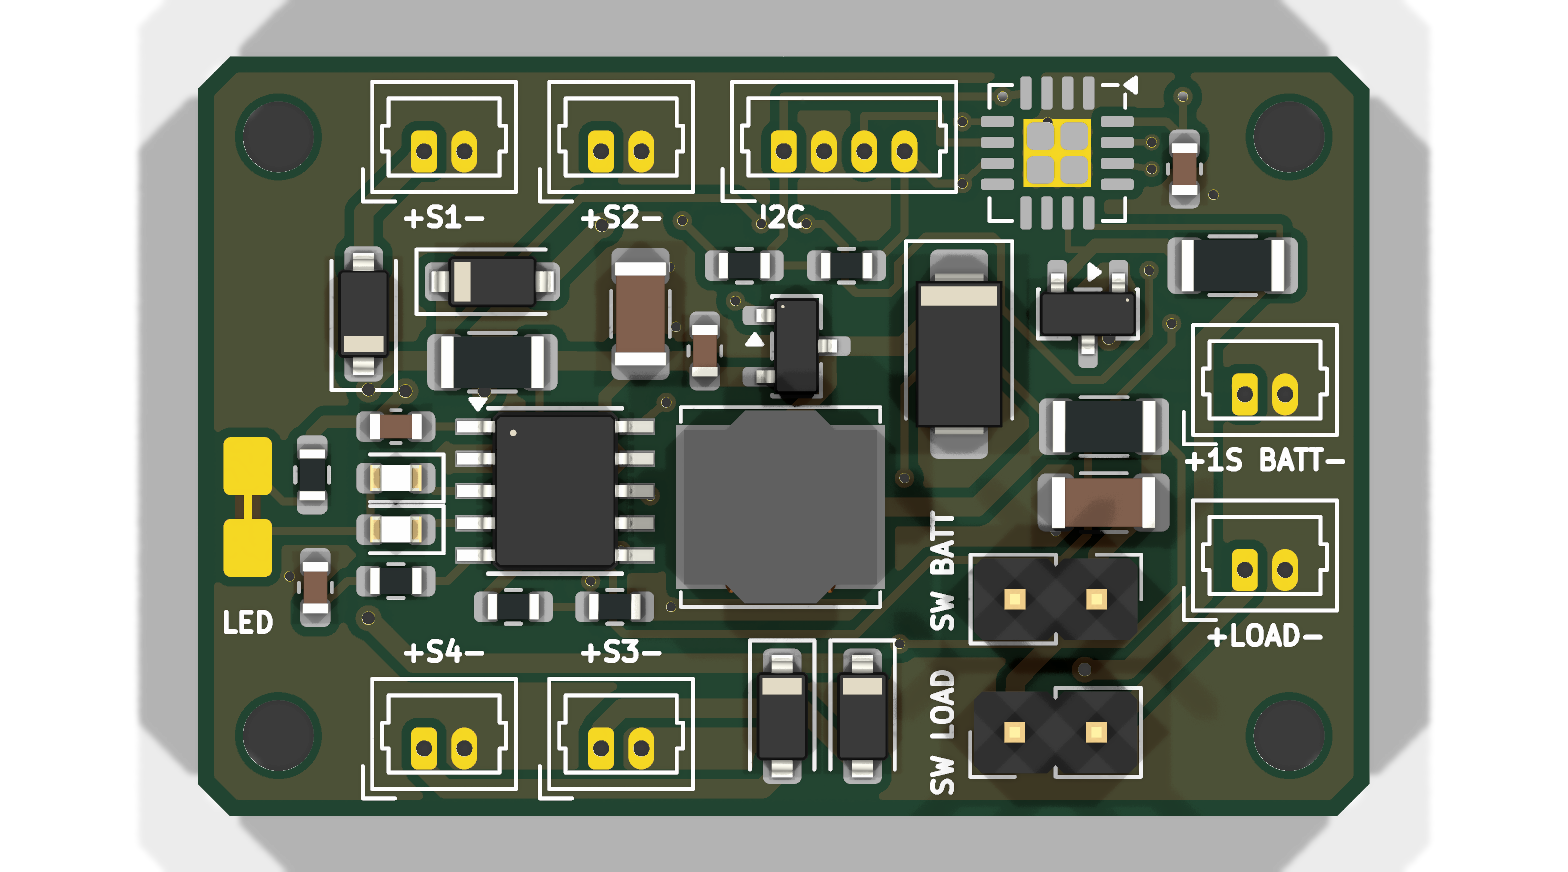 +S1-
+S2-
I2C
+1S BATT-
SW BATT
LED
+LOAD-
+S4-
+S3-
SW LOAD